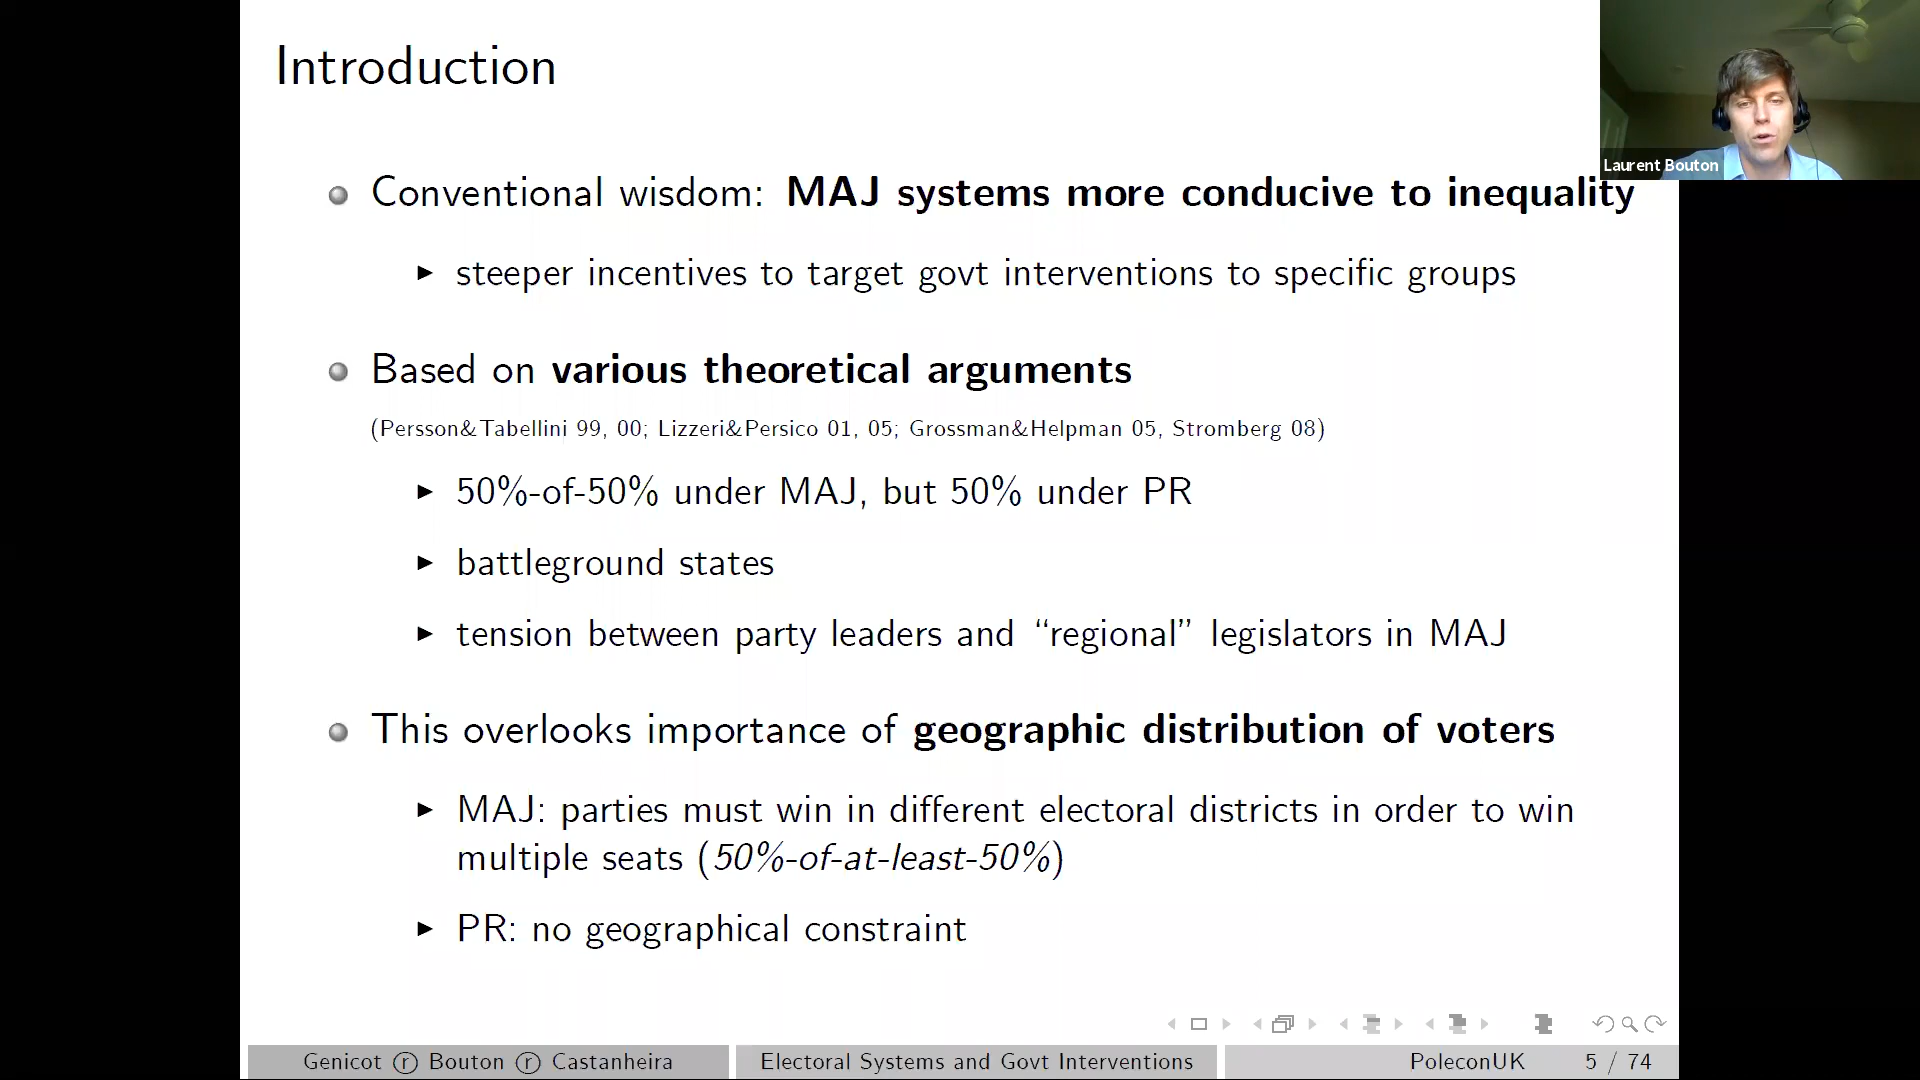 Introduction
Laurent Bouton
Conventional wisdom: MAJ systems more conducive to inequality
steeper incentives to target govt interventions to specific groups
Based on various theoretical arguments
(Persson&Tabellini 99, 00; Lizzeri&Persico 01, 05; Grossman&Helpman 05, Stromberg 08)
50%-of-50% under MAJ, but 50% under PR
battleground states
tension between party leaders and “regional” legislators in MAJ
This overlooks importance of geographic distribution of voters
MAJ: parties must win in different electoral districts in order to win
multiple seats (50%-of-at-least-50%)
PR: no geographical constraint
Genicot ⓡ Bouton ⓡ Castanheira
Electoral Systems and Govt Interventions
PoleconUK 5 / 74